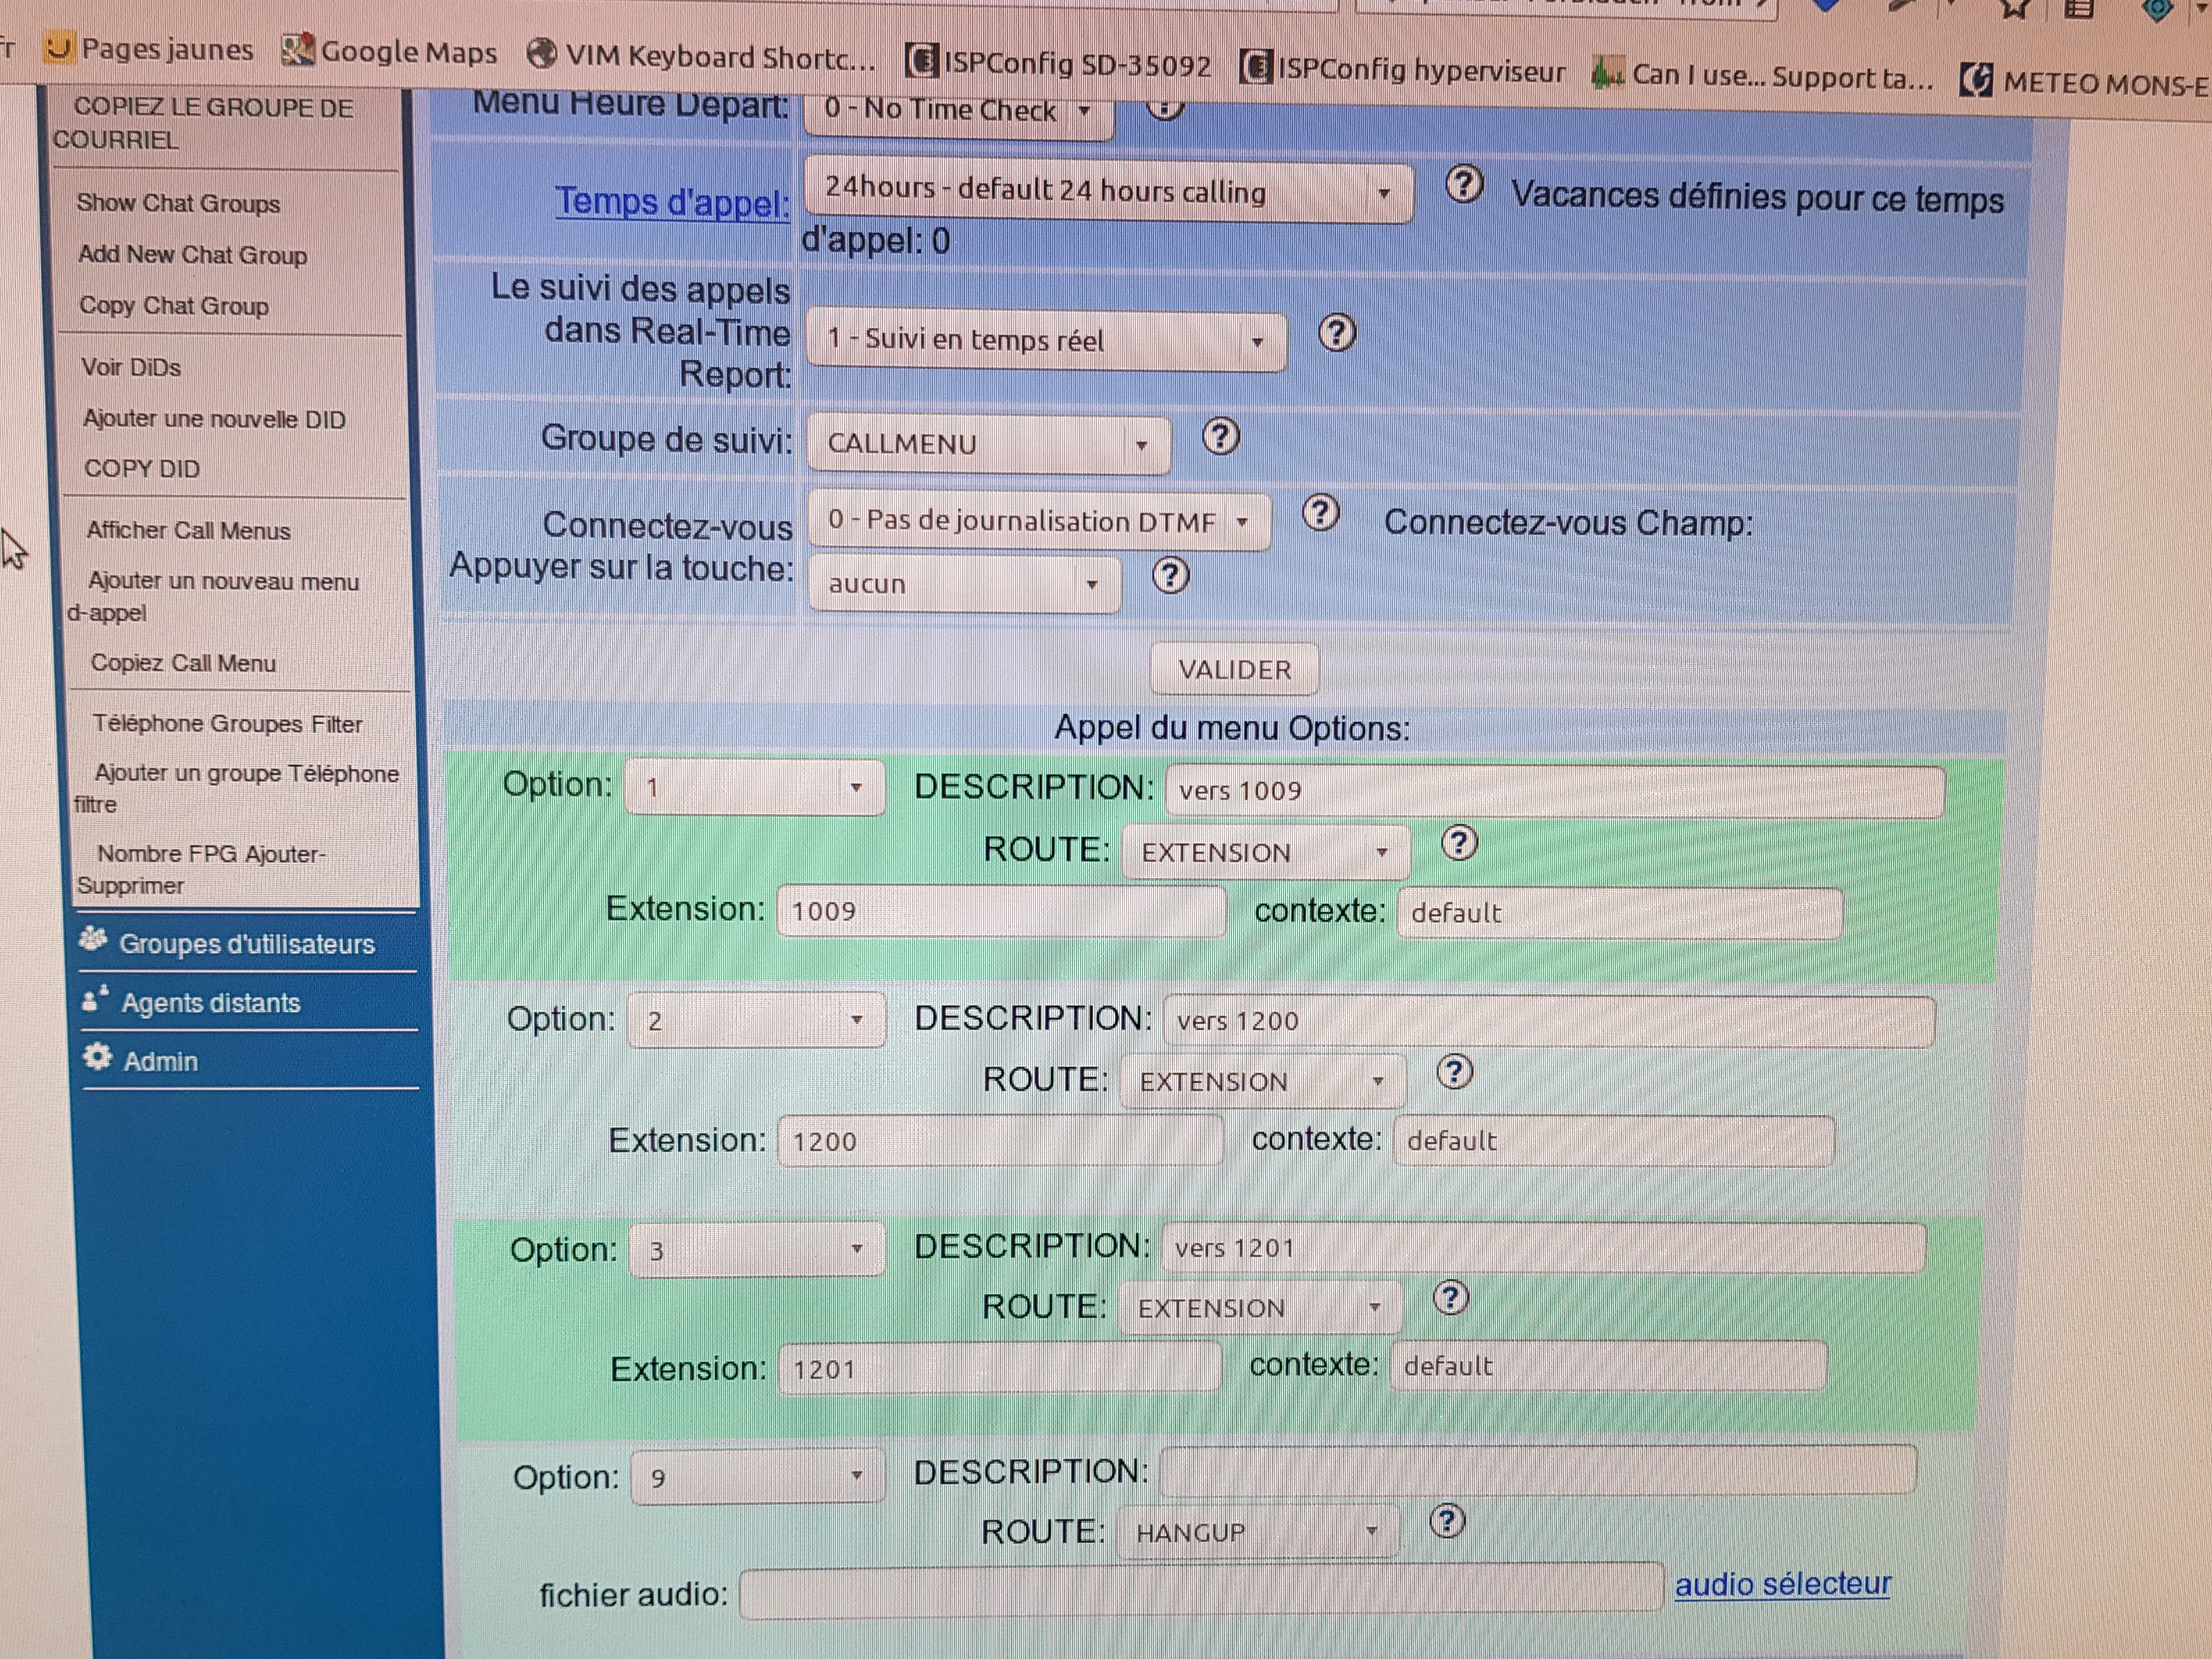 Pages jaunes Google Maps VIM Keyboard Shortc... ISPConfig SD-35092 ISPConfig hyperviseur Can I use... Support ta... METEO MONS-E
COPIEZ LE GROUPE DE
COURRIEL
Show Chat Groups
Add New Chat Group
Copy Chat Group
Voir DiDs
Ajouter une nouvelle DID
COPY DID
Afficher Call Menus
Ajouter un nouveau menu
d-appel
Copiez Call Menu
Téléphone Groupes Filter
Ajouter un groupe Téléphone
filtre
Nombre FPG Ajouter-
Supprimer
Groupes d'utilisateurs
Agents distants
Admin
Menu Heure Depart: 0 - No Time Check
Temps d'appel: 24hours - default 24 hours calling ? Vacances définies pour ce temps
d'appel: 0
Le suivi des appels
dans Real-Time
Report: 1 - Suivi en temps réel ?
Groupe de suivi: CALLMENU ?
Connectez-vous
Appuyer sur la touche: 0 - Pas de journalisation DTMF ? Connectez-vous Champ:
aucun ?
VALIDER
Appel du menu Options:
Option: 1 DESCRIPTION: vers 1009
ROUTE: EXTENSION ?
Extension: 1009 contexte: default
Option: 2 DESCRIPTION: vers 1200
ROUTE: EXTENSION ?
Extension: 1200 contexte: default
Option: 3 DESCRIPTION: vers 1201
ROUTE: EXTENSION ?
Extension: 1201 contexte: default
Option: 9 DESCRIPTION:
ROUTE: HANGUP ?
fichier audio: audio sélecteur